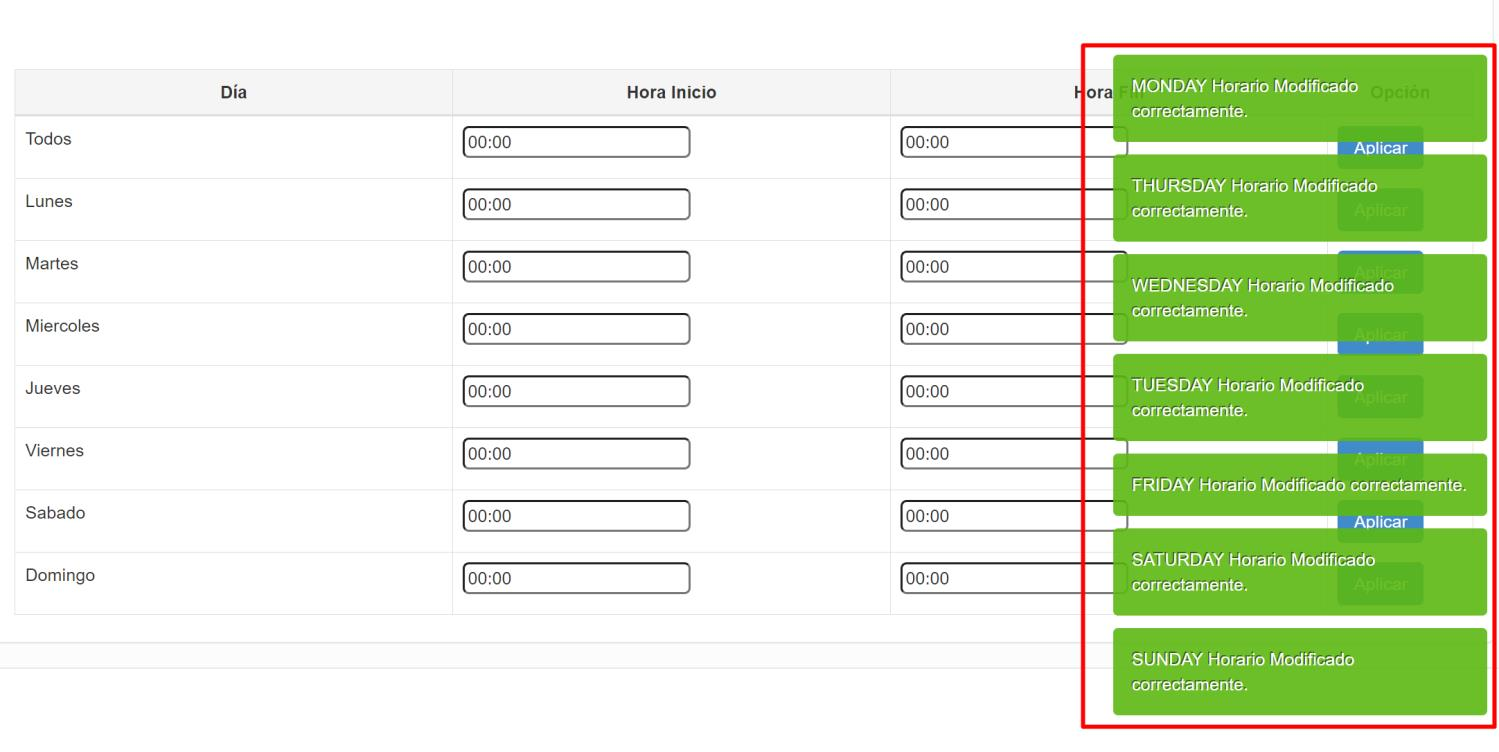 Día Hora Inicio Hora Fin Opción
Todos 00:00 00:00 Aplicar
Lunes 00:00 00:00 Aplicar
Martes 00:00 00:00 Aplicar
Miercoles 00:00 00:00 Aplicar
Jueves 00:00 00:00 Aplicar
Viernes 00:00 00:00 Aplicar
Sabado 00:00 00:00 Aplicar
Domingo 00:00 00:00 Aplicar
MONDAY Horario Modificado
correctamente.
THURSDAY Horario Modificado
correctamente.
WEDNESDAY Horario Modificado
correctamente.
TUESDAY Horario Modificado
correctamente.
FRIDAY Horario Modificado correctamente.
SATURDAY Horario Modificado
correctamente.
SUNDAY Horario Modificado
correctamente.